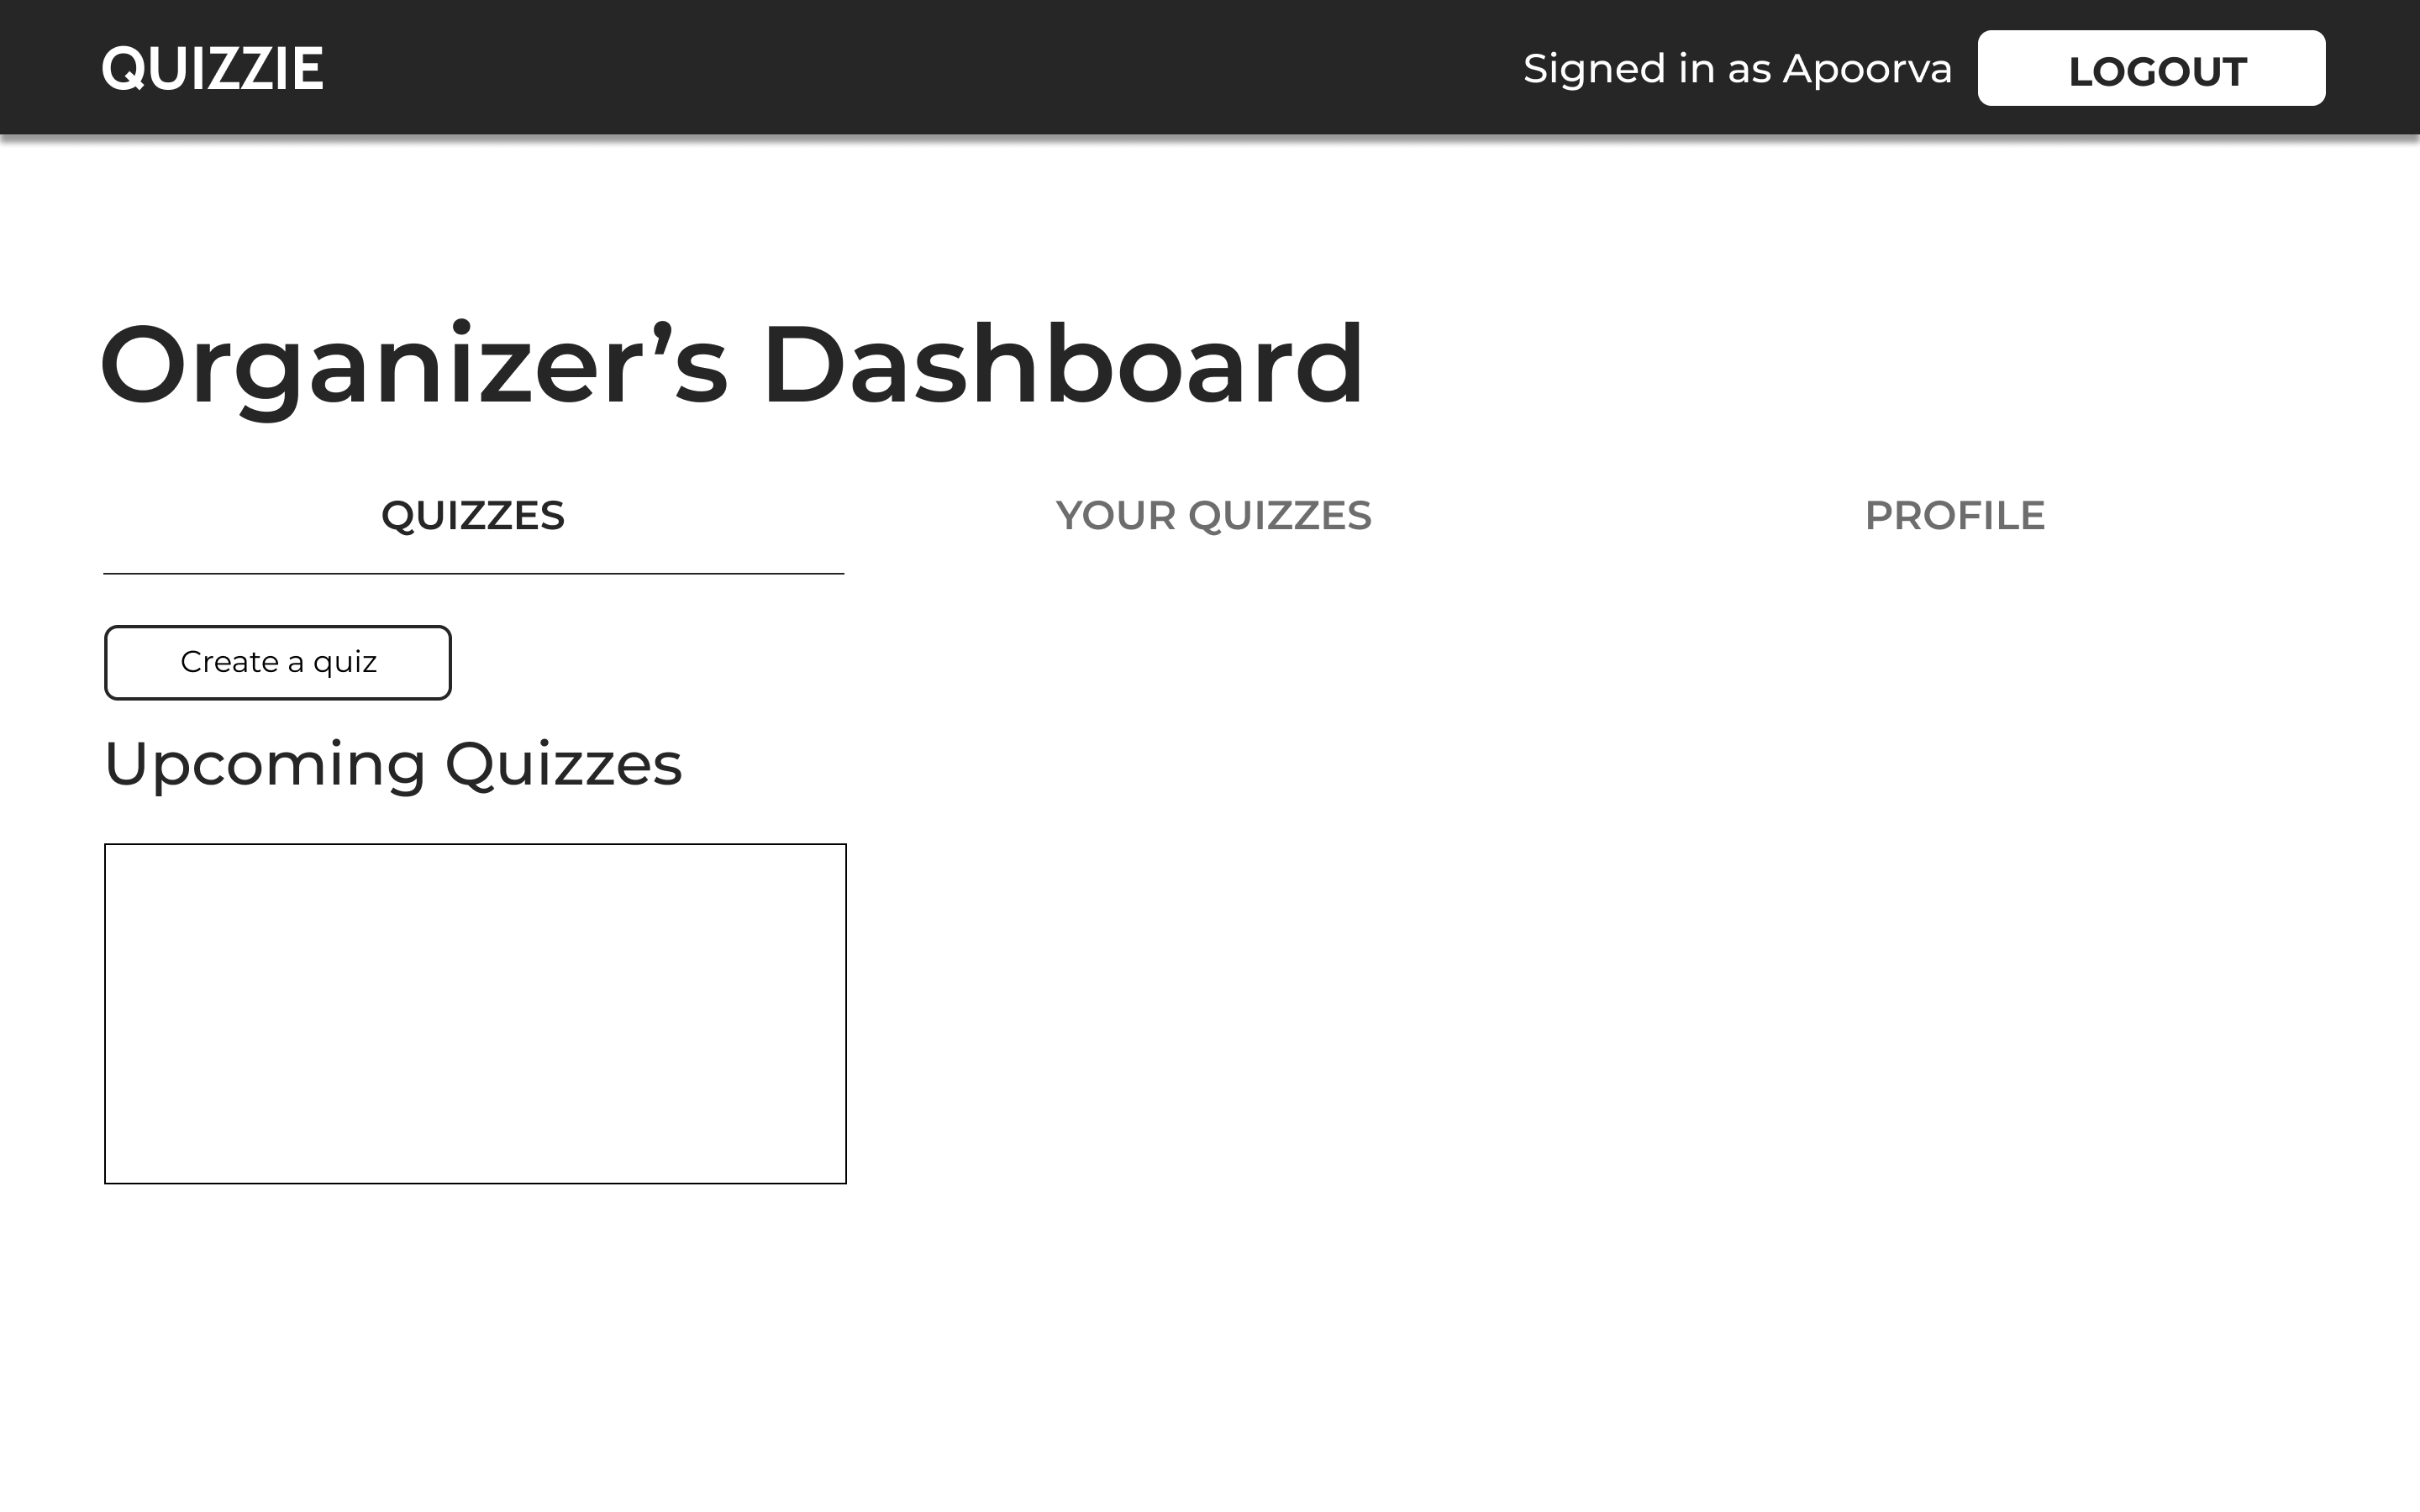 QUIZZIE
Signed in as Apoorva
LOGOUT
Organizer’s Dashboard
QUIZZES
YOUR QUIZZES
PROFILE
Create a quiz
Upcoming Quizzes